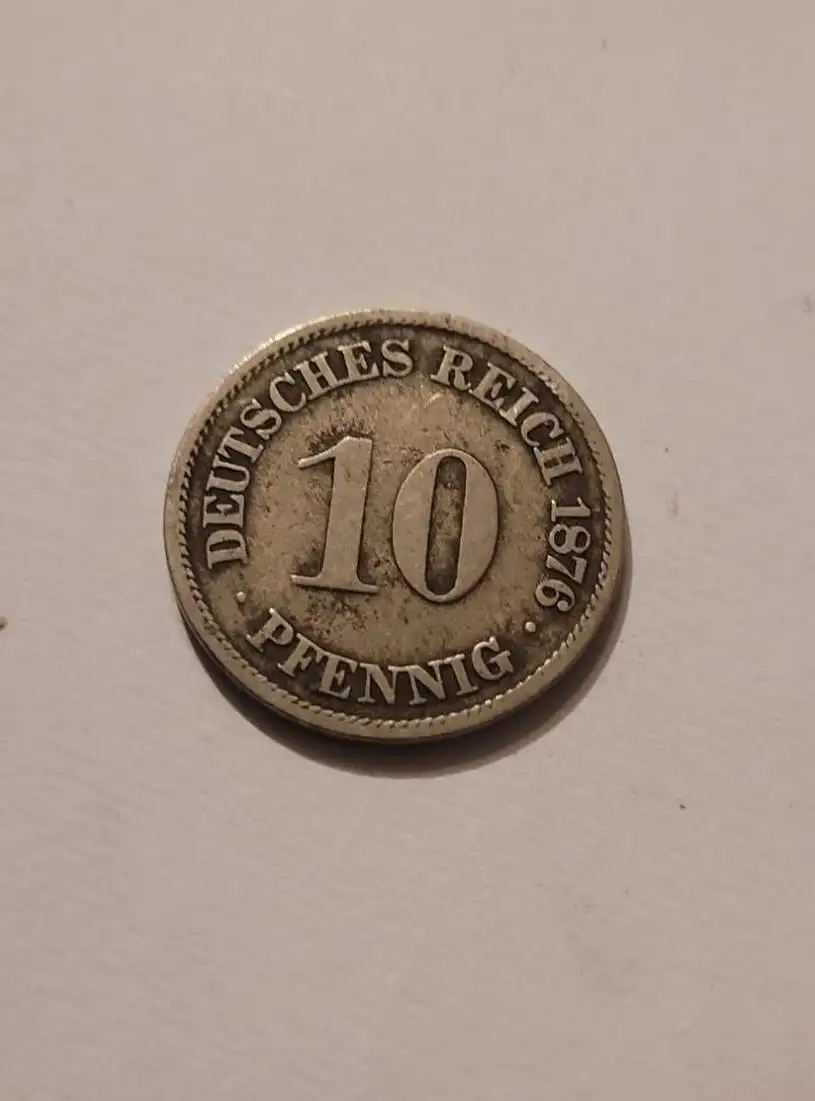 DEUTSCHES REICH 1876
10
· PFENNIG ·